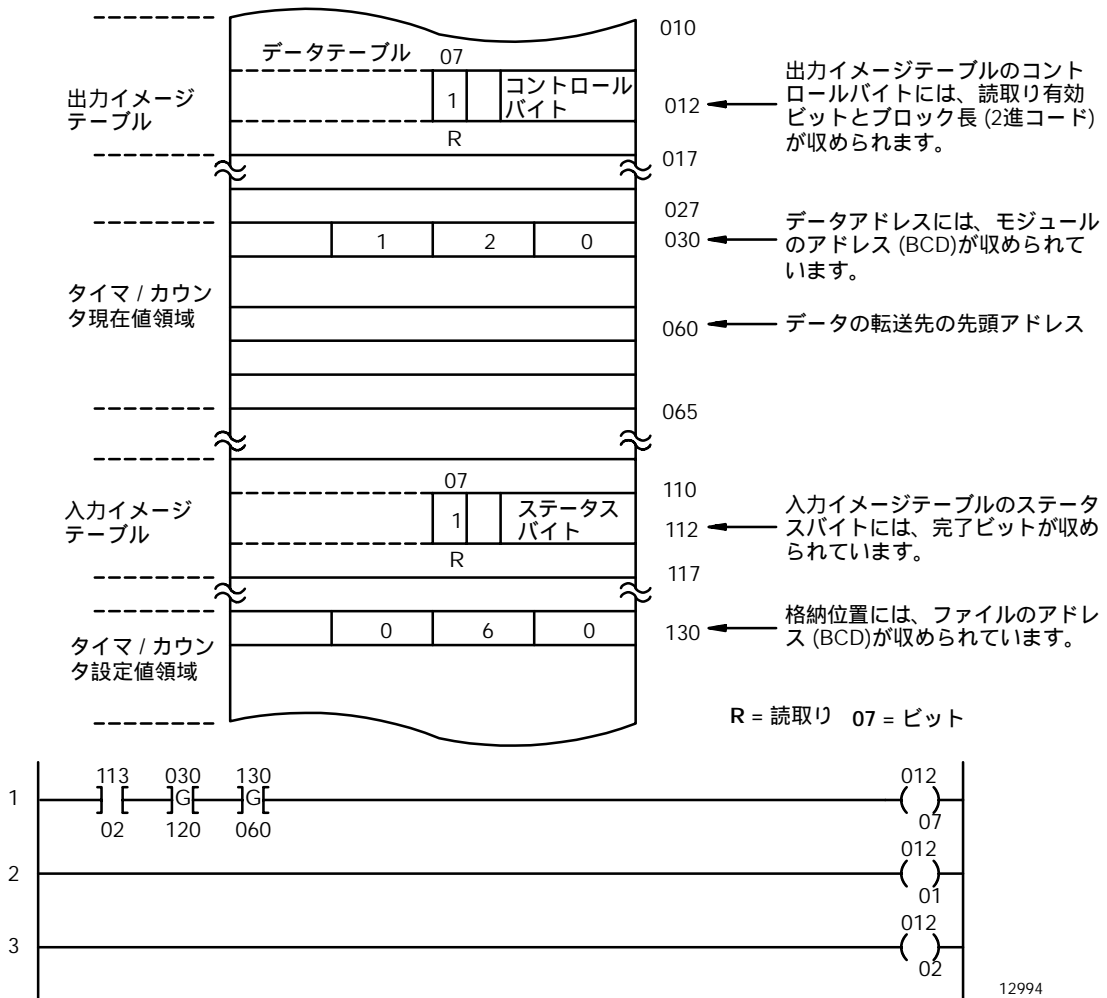 010
データテーブル 07
出力イメージ
テーブル
1
コントロール
バイト
012
出力イメージテーブルのコント
ロールバイトには、読取り有効
ビットとブロック長 (2進コード)
が収められます。
R
017
027
1 2 0
030
データアドレスには、モジュール
のアドレス (BCD)が収められて
います。
タイマ / カウン
タ現在値領域
060
データの転送先の先頭アドレス
065
07
110
入力イメージ
テーブル
1
ステータス
バイト
112
入力イメージテーブルのステータ
スバイトには、完了ビットが収め
られています。
R
117
0 6 0
130
格納位置には、ファイルのアドレ
ス (BCD)が収められています。
タイマ / カウン
タ設定値領域
R = 読取り 07 = ビット
113 030 130 012
1 G G
02 120 060 07
012
2
01
012
3
02
12994